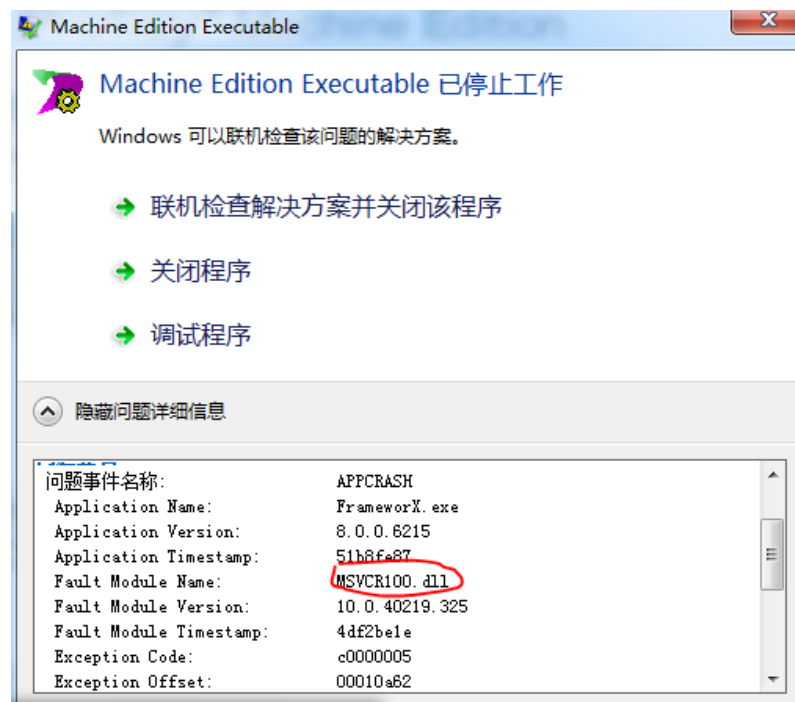 Machine Edition Executable
Machine Edition Executable 已停止工作
Windows 可以联机检查该问题的解决方案。
联机检查解决方案并关闭该程序
关闭程序
调试程序
隐藏问题详细信息
问题事件名称: APPCRASH
Application Name: FrameworX.exe
Application Version: 8.0.0.6215
Application Timestamp: 51b8fe87
Fault Module Name: MSVCR100.dll
Fault Module Version: 10.0.40219.325
Fault Module Timestamp: 4df2be1e
Exception Code: c0000005
Exception Offset: 00010a62